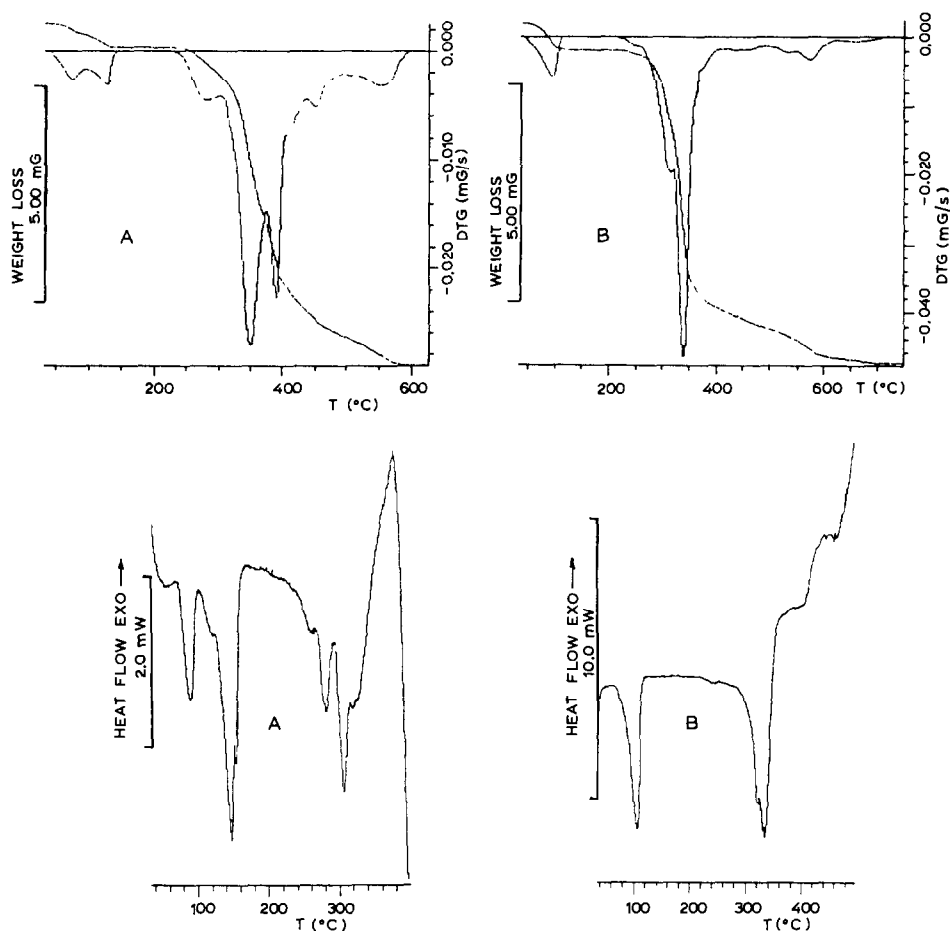 WEIGHT LOSS
5.00 mG
A
0.000
-0.010
-0.020
DTG (mG/s)
200
400
600
T (°C)
WEIGHT LOSS
5.00 mG
B
0.000
-0.020
-0.040
DTG (mG/s)
200
400
600
T (°C)
HEAT FLOW EXO →
2.0 mW
A
100
200
300
T (°C)
HEAT FLOW EXO →
10.0 mW
B
100
200
300
400
T (°C)